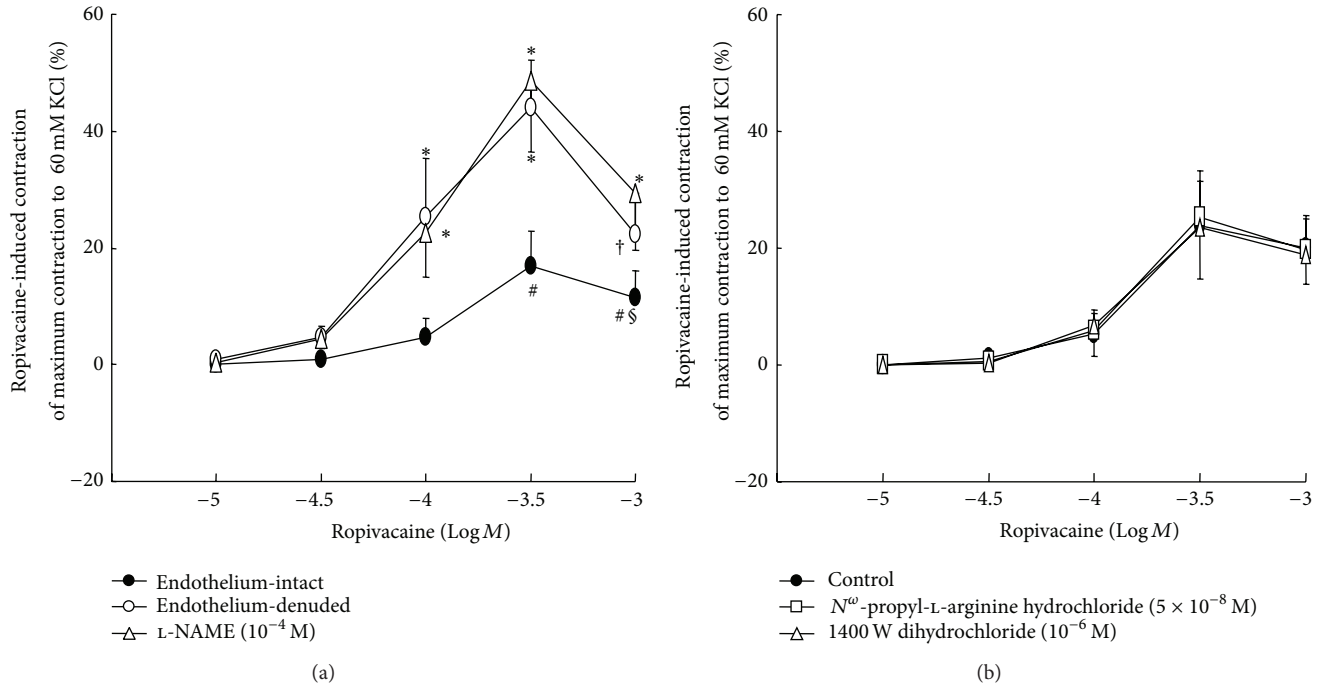 Ropivacaine-induced contraction
of maximum contraction to 60 mM KCl (%)
60
40
20
0
−20
*
*
*
*
*
†
#
# §
−5
−4.5
−4
−3.5
−3
Ropivacaine (Log M)
Endothelium-intact
Endothelium-denuded
L-NAME (10⁻⁴ M)
(a)
Ropivacaine-induced contraction
of maximum contraction to 60 mM KCl (%)
60
40
20
0
−20
−5
−4.5
−4
−3.5
−3
Ropivacaine (Log M)
Control
N^ω-propyl-L-arginine hydrochloride (5 × 10⁻⁸ M)
1400 W dihydrochloride (10⁻⁶ M)
(b)